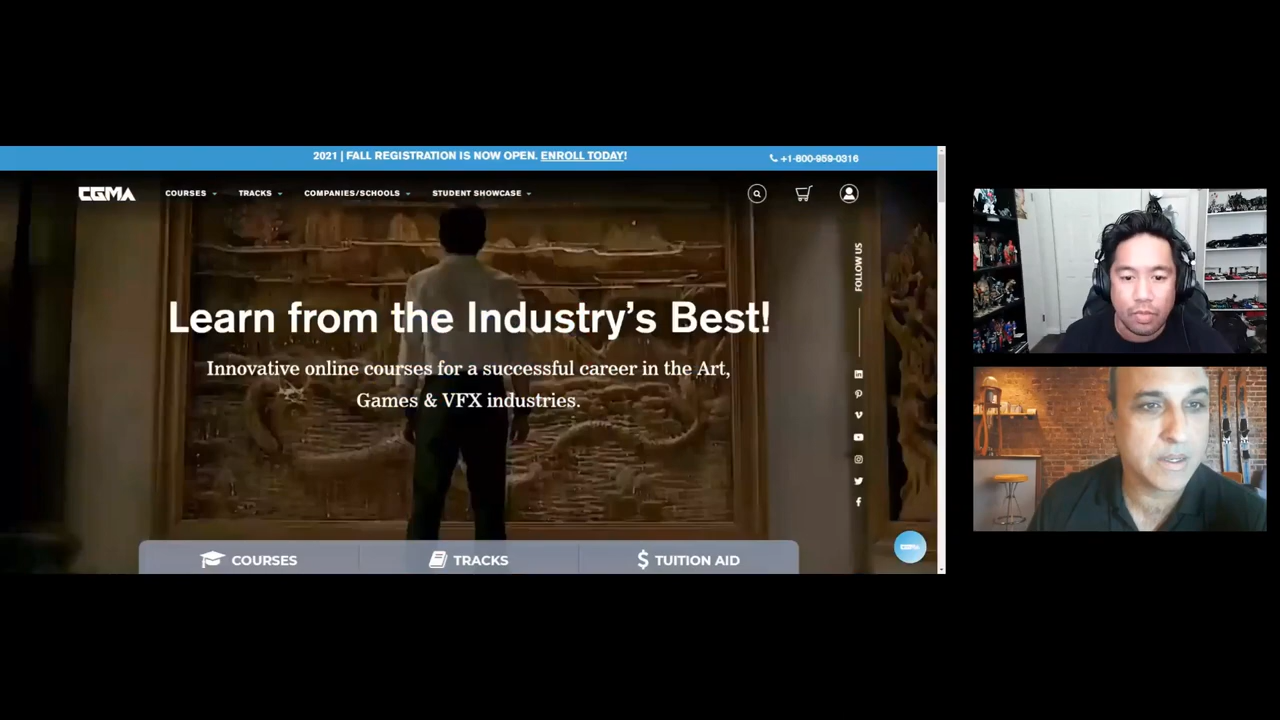 2021 | FALL REGISTRATION IS NOW OPEN. ENROLL TODAY!
+1-800-959-0316
CGMA
COURSES
TRACKS
COMPANIES/SCHOOLS
STUDENT SHOWCASE
FOLLOW US
Learn from the Industry's Best!
Innovative online courses for a successful career in the Art,
Games & VFX industries.
COURSES
TRACKS
$ TUITION AID
CGMA